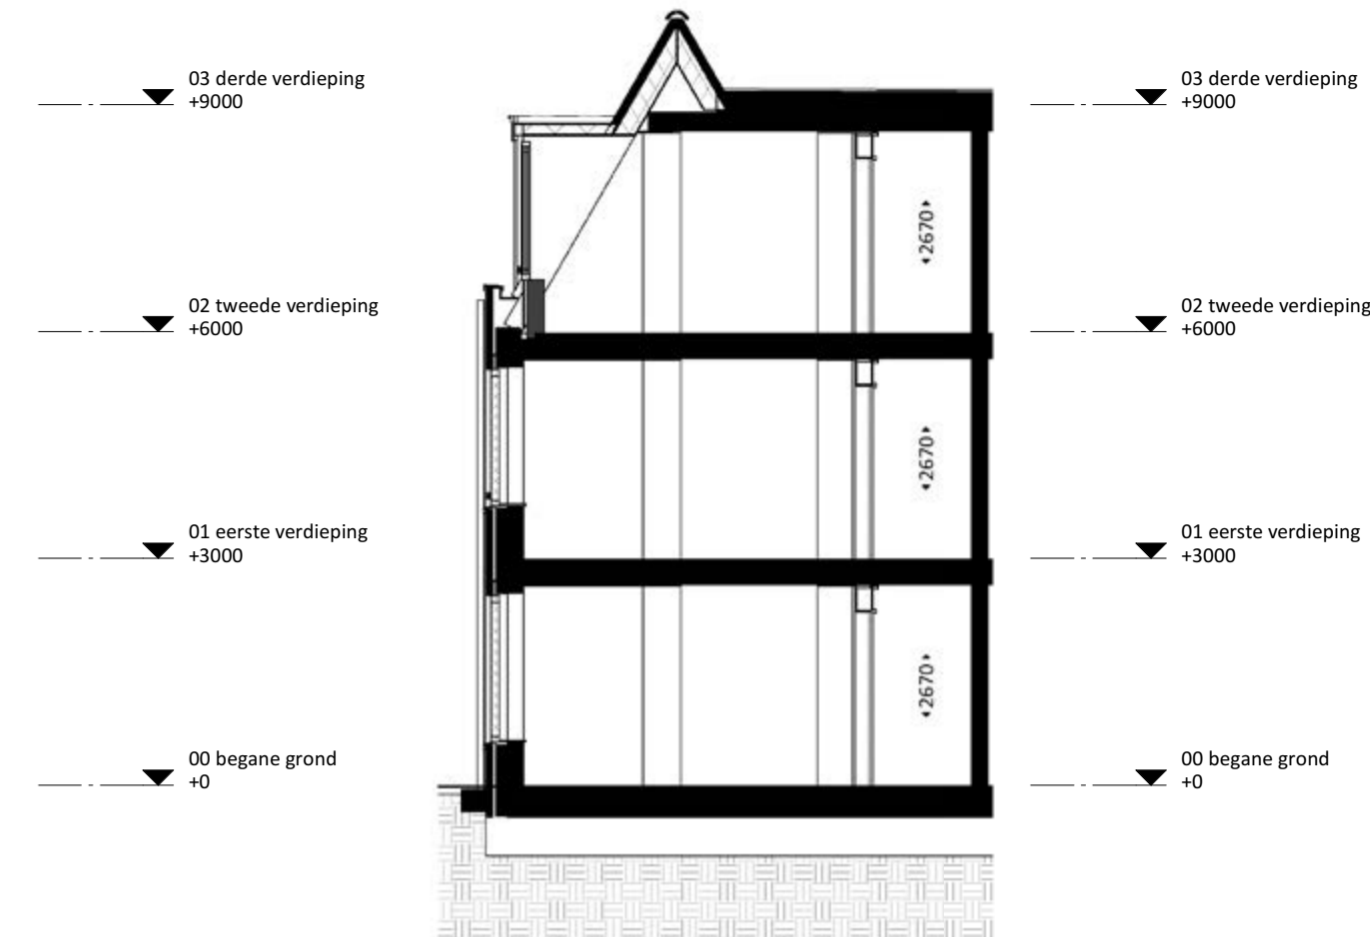 03 derde verdieping
+9000
03 derde verdieping
+9000
2670
02 tweede verdieping
+6000
02 tweede verdieping
+6000
2670
01 eerste verdieping
+3000
01 eerste verdieping
+3000
2670
00 begane grond
+0
00 begane grond
+0